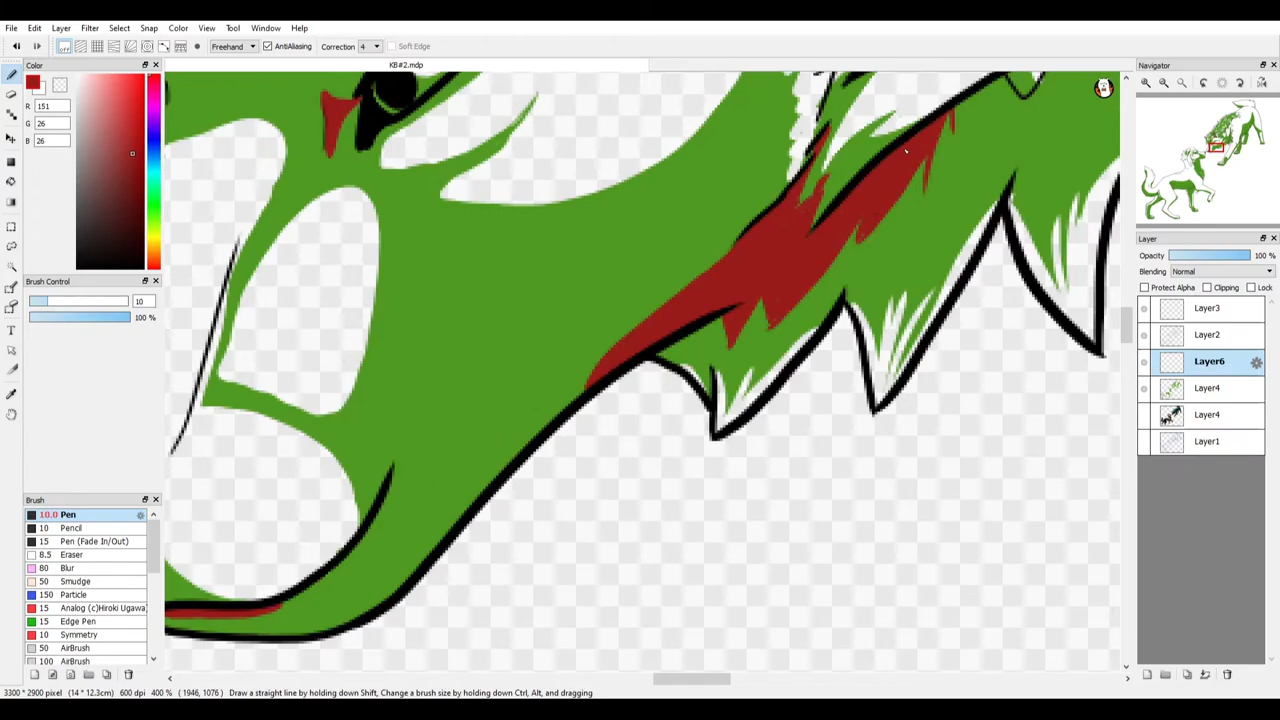 File Edit Layer Filter Select Snap Color View Tool Window Help
off Freehand AntiAliasing Correction 4 Soft Edge
Color
KB#2.mdp
Navigator
R 151
G 26
B 26
Layer
Opacity 100 %
Blending Normal
Protect Alpha Clipping Lock
Brush Control
10
100 %
Layer3
Layer2
Layer6
Layer4
Layer4
Layer1
Brush
10.0 Pen
10 Pencil
15 Pen (Fade In/Out)
8.5 Eraser
80 Blur
50 Smudge
150 Particle
15 Analog (c)Hiroki Ugawa
15 Edge Pen
10 Symmetry
50 AirBrush
100 AirBrush
3300 * 2900 pixel (14 * 12.3cm) 600 dpi 400 % ( 1946, 1076 ) Draw a straight line by holding down Shift, Change a brush size by holding down Ctrl, Alt, and dragging